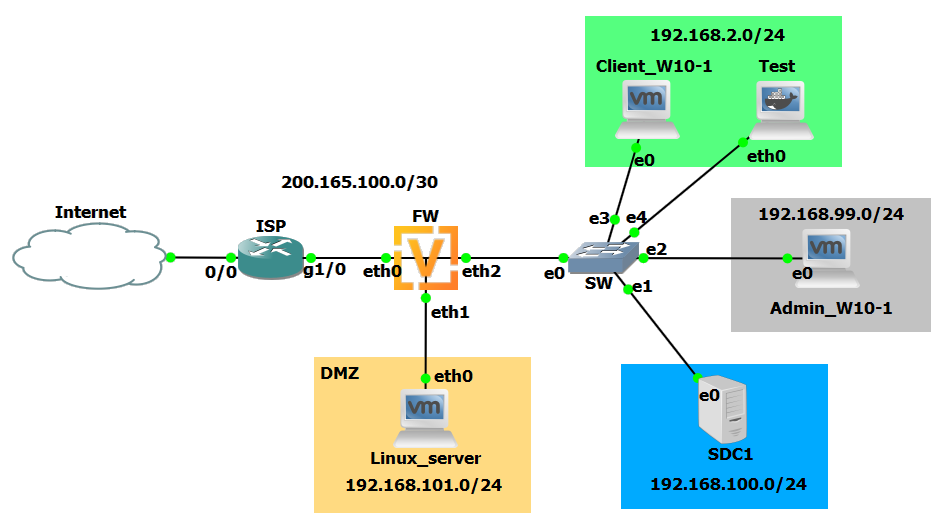 192.168.2.0/24
Client_W10-1
Test
vm
e0
eth0
200.165.100.0/30
Internet
ISP
FW
e3
e4
192.168.99.0/24
vm
0/0
g1/0
eth0
V
eth2
e0
SW
e2
e0
e1
Admin_W10-1
eth1
DMZ
eth0
vm
e0
Linux_server
SDC1
192.168.101.0/24
192.168.100.0/24